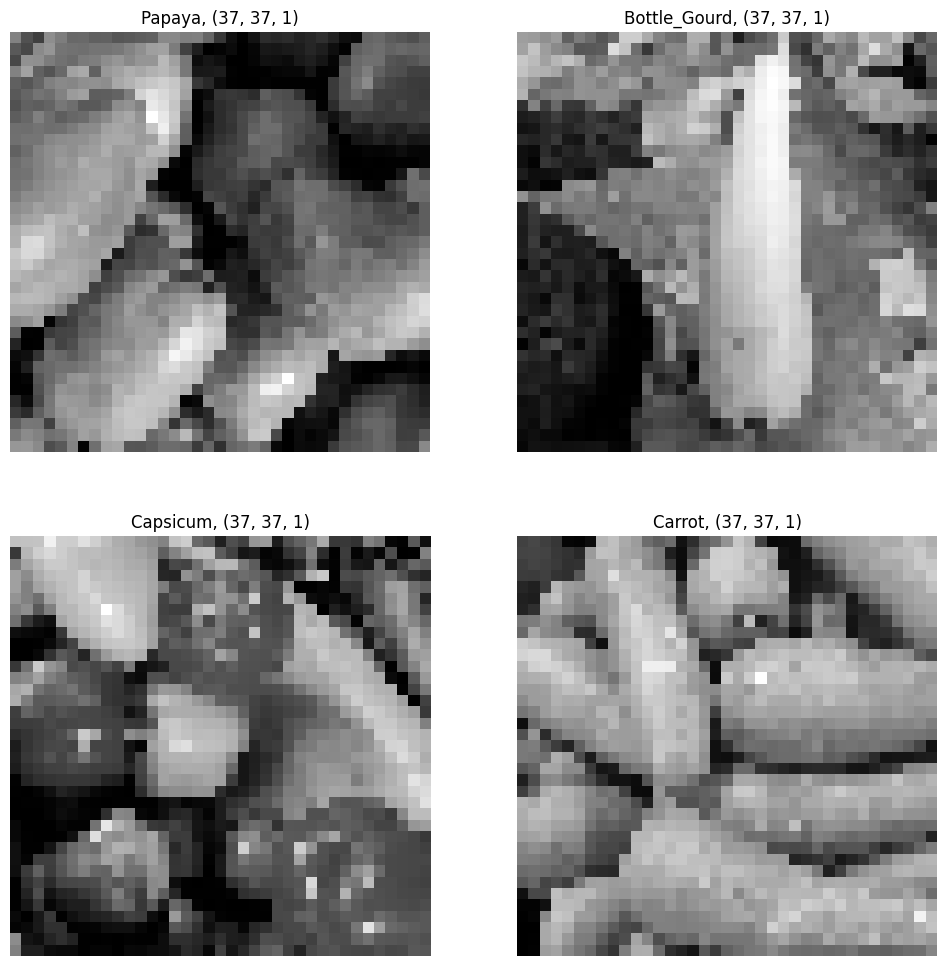 Papaya, (37, 37, 1)
Bottle_Gourd, (37, 37, 1)
Capsicum, (37, 37, 1)
Carrot, (37, 37, 1)